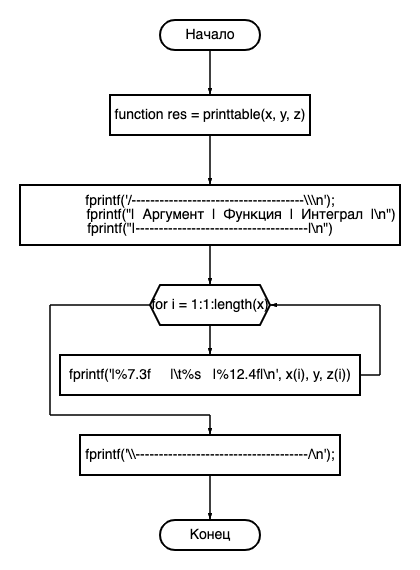 Начало
function res = printtable(x, y, z)
fprintf('/-------------------------------------\\\n');
fprintf("| Аргумент | Функция | Интеграл |\n")
fprintf("|-------------------------------------|\n")
for i = 1:1:length(x)
fprintf('|%7.3f |\t%s |%12.4f|\n', x(i), y, z(i))
fprintf('\\-------------------------------------/\n');
Конец